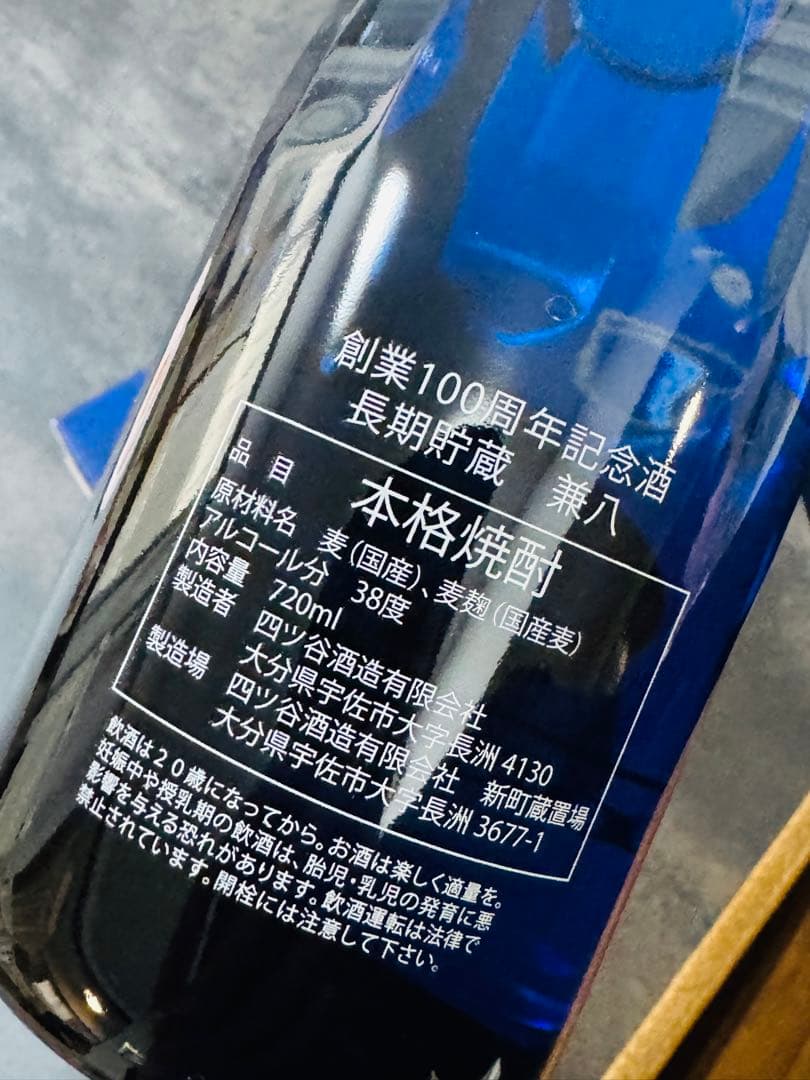 創業100周年記念酒
長期貯蔵　兼八
品目　本格焼酎
原材料名　麦(国産)、麦麹(国産麦)
アルコール分　38度
内容量　720ml
製造者　四ツ谷酒造有限会社
大分県宇佐市大字長洲4130
製造場　四ツ谷酒造有限会社　新町蔵置場
大分県宇佐市大字長洲3677-1
飲酒は20歳になってから。お酒は楽しく適量を。
妊娠中や授乳期の飲酒は、胎児・乳児の発育に悪
影響を与える恐れがあります。飲酒運転は法律で
禁止されています。開栓には注意して下さい。